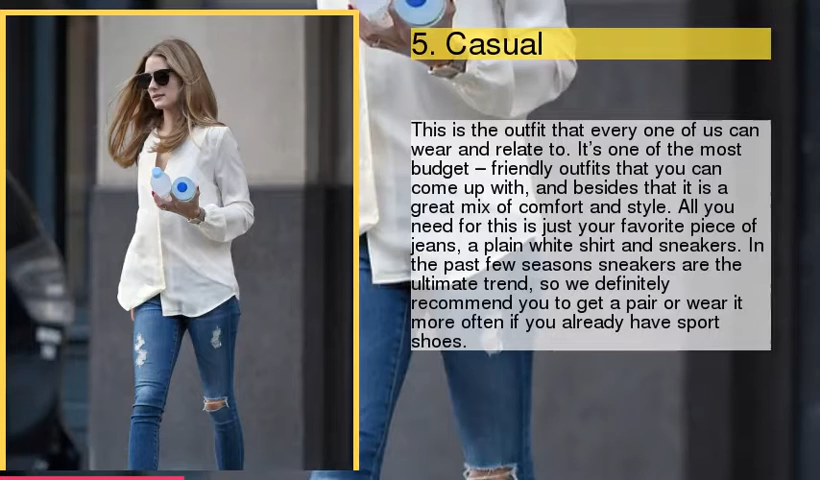 5. Casual
This is the outfit that every one of us can
wear and relate to. It’s one of the most
budget – friendly outfits that you can
come up with, and besides that it is a
great mix of comfort and style. All you
need for this is just your favorite piece of
jeans, a plain white shirt and sneakers. In
the past few seasons sneakers are the
ultimate trend, so we definitely
recommend you to get a pair or wear it
more often if you already have sport
shoes.